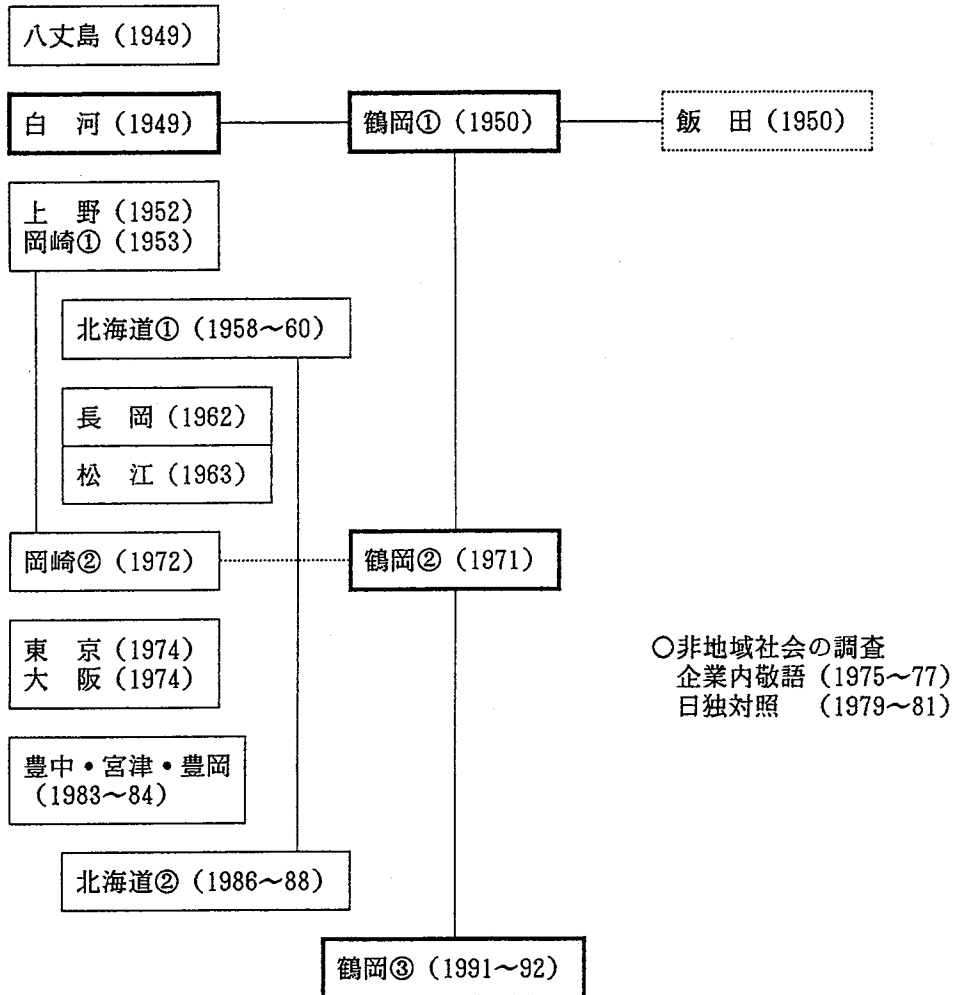 八丈島（1949）
白　河（1949）
鶴岡①（1950）
飯　田（1950）
上　野（1952）
岡崎①（1953）
北海道①（1958～60）
長　岡（1962）
松　江（1963）
岡崎②（1972）
鶴岡②（1971）
東　京（1974）
大　阪（1974）
○非地域社会の調査
企業内敬語（1975～77）
日独対照　（1979～81）
豊中・宮津・豊岡
（1983～84）
北海道②（1986～88）
鶴岡③（1991～92）